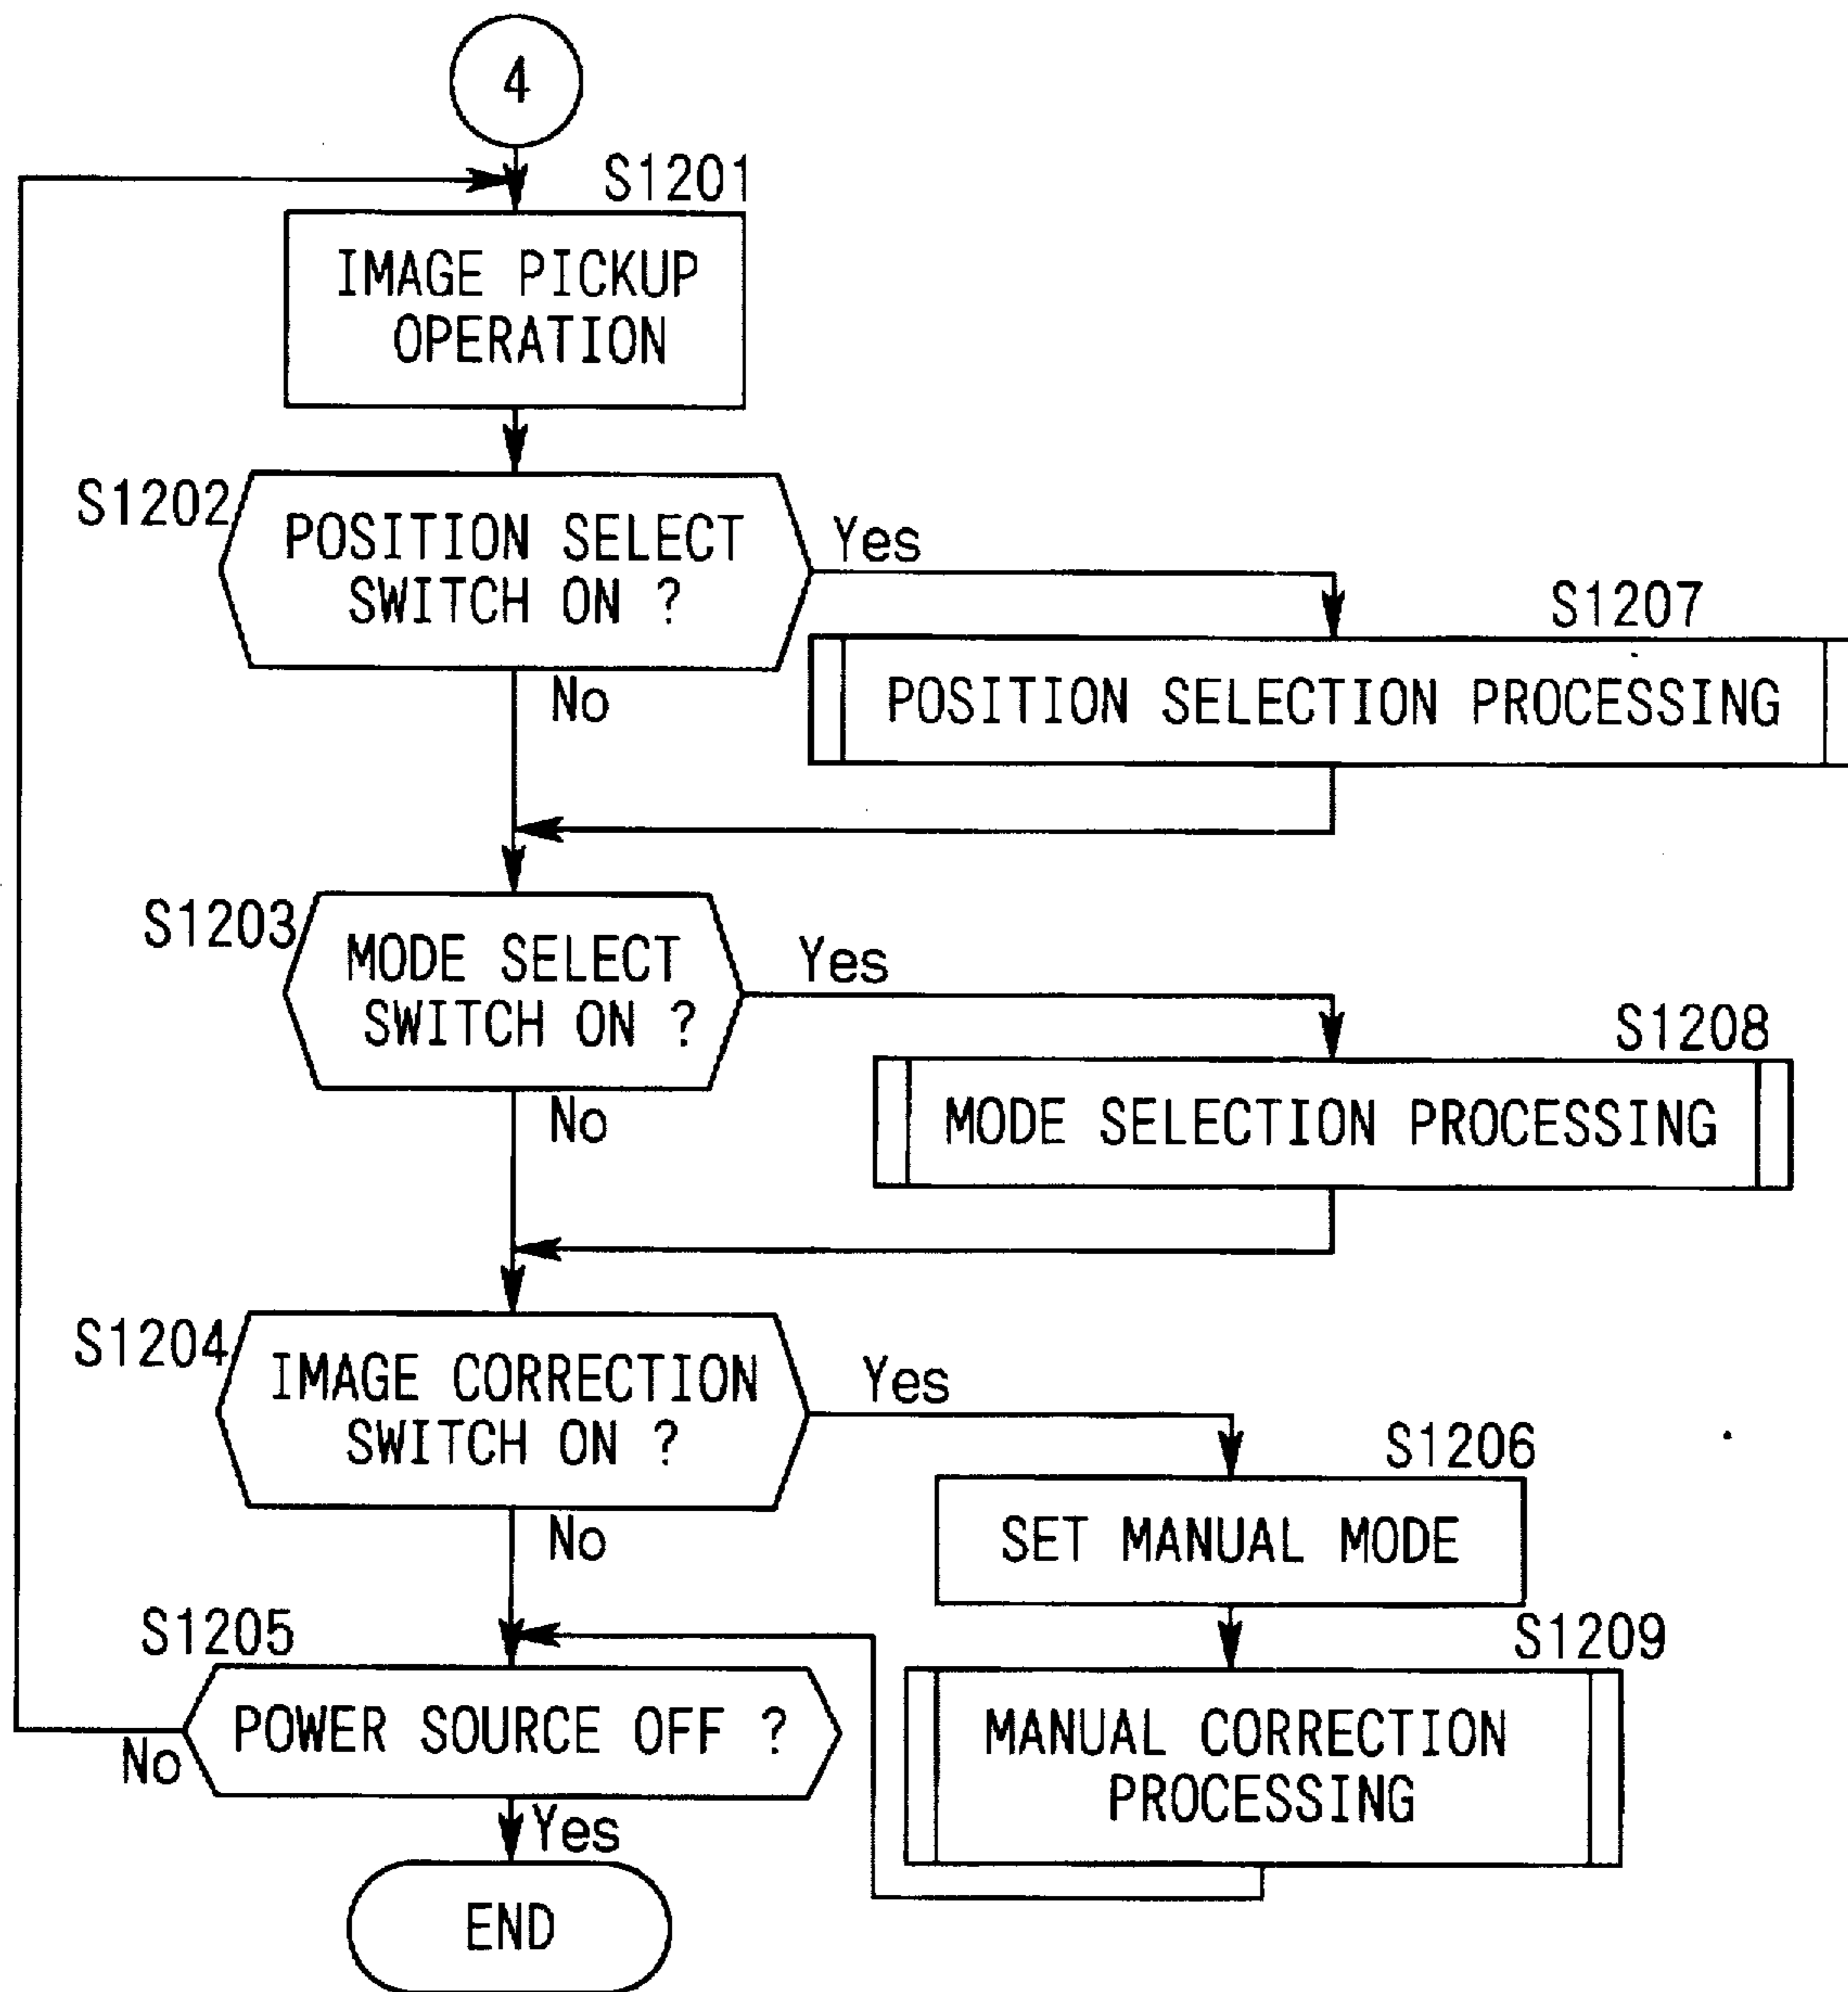 4
S1201
IMAGE PICKUP
OPERATION
S1202
POSITION SELECT
SWITCH ON ?
Yes
No
S1207
POSITION SELECTION PROCESSING
S1203
MODE SELECT
SWITCH ON ?
Yes
No
S1208
MODE SELECTION PROCESSING
S1204
IMAGE CORRECTION
SWITCH ON ?
Yes
No
S1206
SET MANUAL MODE
S1209
MANUAL CORRECTION
PROCESSING
S1205
POWER SOURCE OFF ?
No
Yes
END